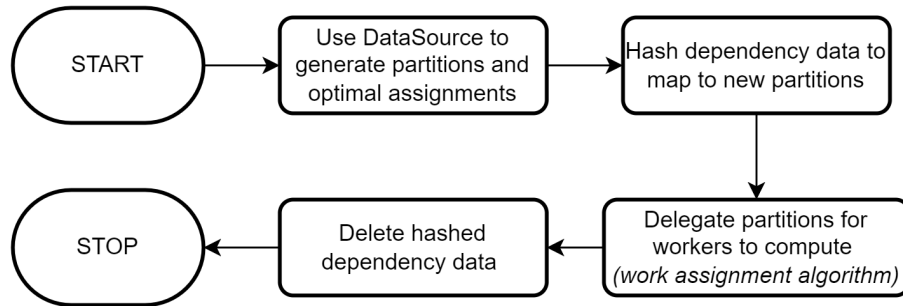 START
Use DataSource to
generate partitions and
optimal assignments
Hash dependency data to
map to new partitions
Delegate partitions for
workers to compute
(work assignment algorithm)
Delete hashed
dependency data
STOP